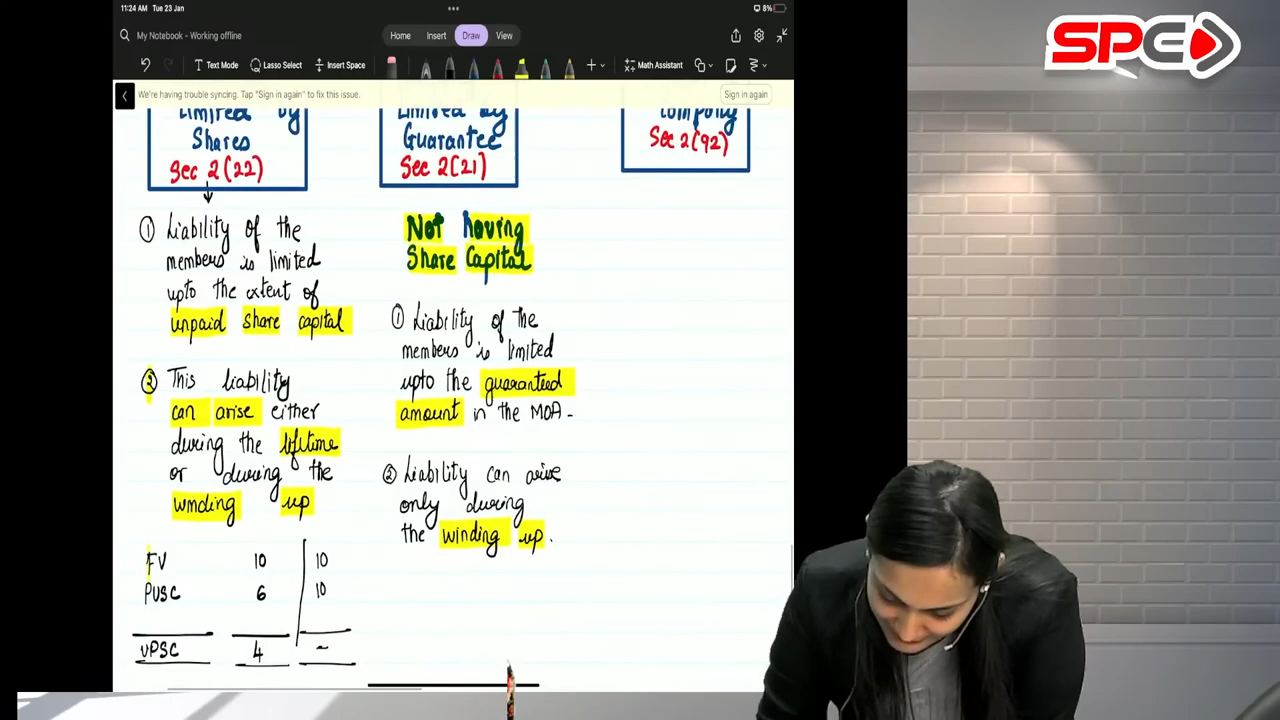 11:24 AM Tue 23 Jan
8%
My Notebook - Working offline
Home Insert Draw View
Text Mode Lasso Select Insert Space Math Assistant
We're having trouble syncing. Tap "Sign in again" to fix this issue.
Sign in again
SPC
Limited by
Shares
Sec 2(22)
① Liability of the
members is limited
upto the extent of
unpaid share capital
② This liability
can arise either
during the lifetime
or during the
winding up
FV 10 10
PUSC 6 10
UPSC 4 -
Limited by
Guarantee
Sec 2(21)
Not having
Share Capital
① Liability of the
members is limited
upto the guaranteed
amount in the MOA-
② Liability can arise
only during
the winding up.
Company
Sec 2(92)